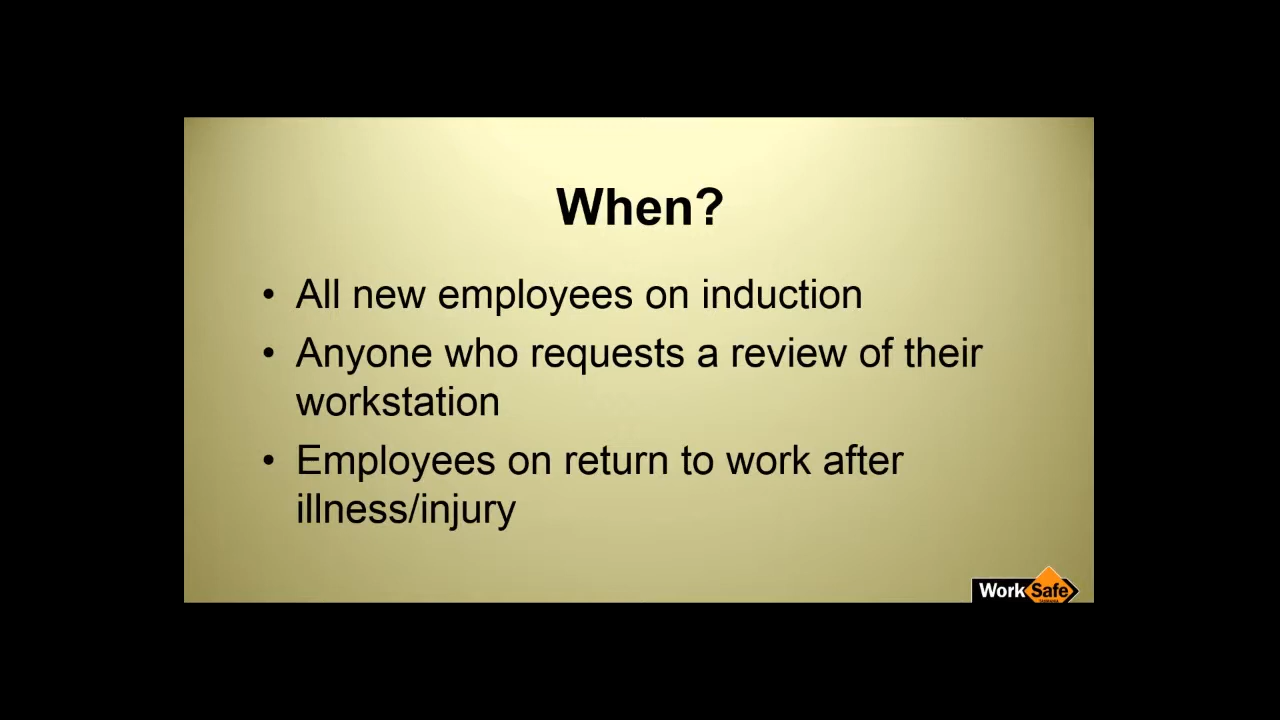 When?
• All new employees on induction
• Anyone who requests a review of their
workstation
• Employees on return to work after
illness/injury
WorkSafe